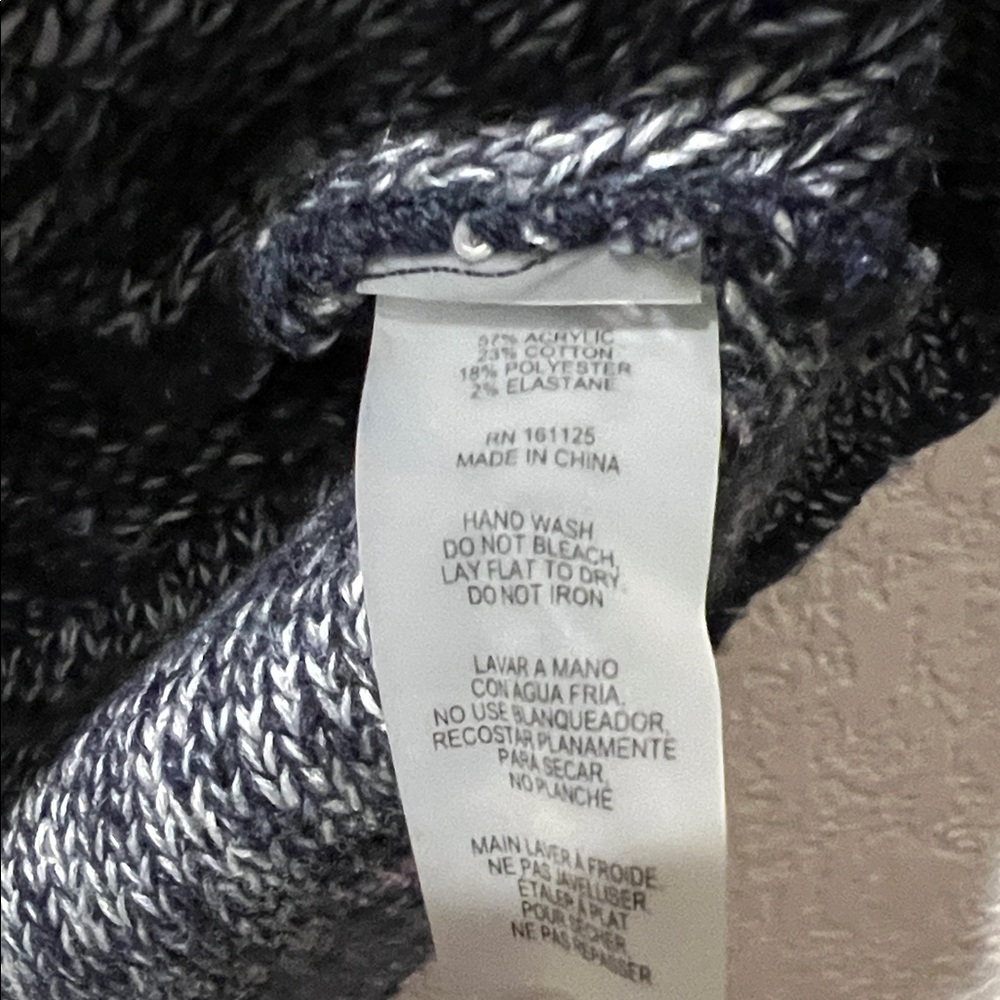 57% ACRYLIC
23% COTTON
18% POLYESTER
2% ELASTANE
RN 161125
MADE IN CHINA
HAND WASH
DO NOT BLEACH,
LAY FLAT TO DRY,
DO NOT IRON
LAVAR A MANO
CON AGUA FRIA,
NO USE BLANQUEADOR,
RECOSTAR PLANAMENTE
PARA SECAR,
NO PLANCHE
MAIN LAVER À FROIDE
NE PAS JAVELLISER
ÉTALER À PLAT
POUR SÉCHER
NE PAS REPASSER